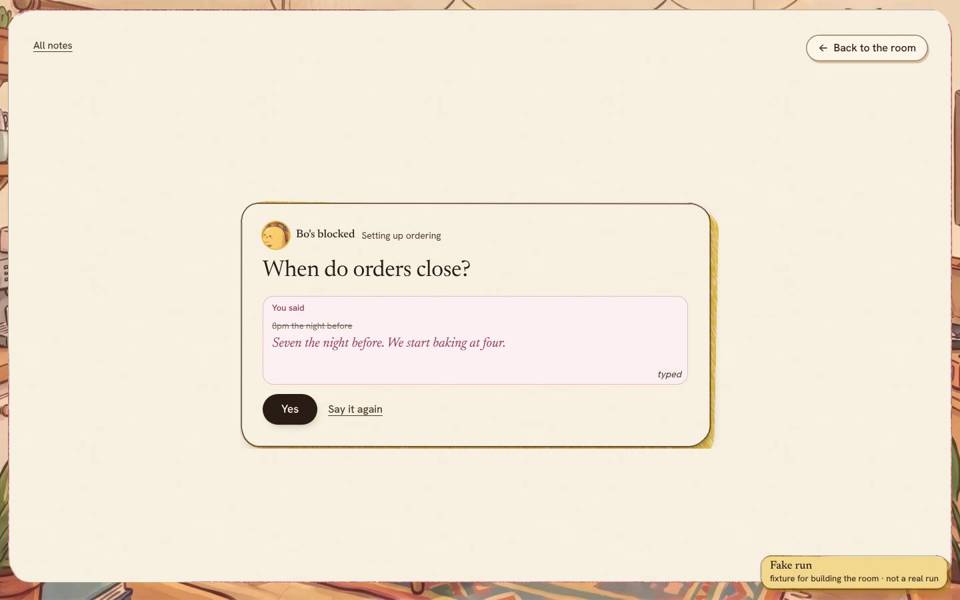 All notes
← Back to the room
Bo's blocked Setting up ordering
When do orders close?
You said
8pm the night before
Seven the night before. We start baking at four.
typed
Yes Say it again
Fake run
fixture for building the room · not a real run